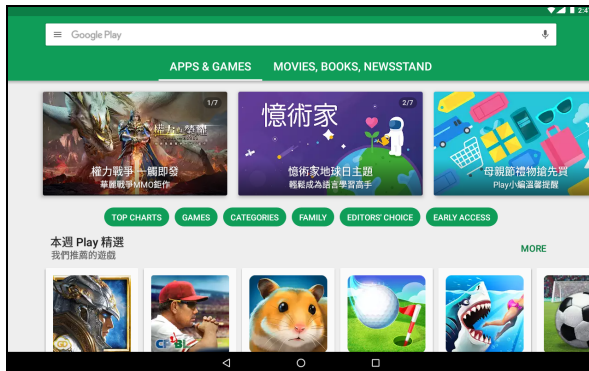 2:4
Google Play
APPS & GAMES
MOVIES, BOOKS, NEWSSTAND
1/7
權力戰爭 一觸即發
華麗戰爭MMO鉅作
2/7
憶術家
憶術家地球日主題
輕鬆成為語言學習高手
母親節禮物搶先買
Play小編溫馨提醒
TOP CHARTS
GAMES
CATEGORIES
FAMILY
EDITORS' CHOICE
EARLY ACCESS
本週 Play 精選
我們推薦的遊戲
MORE
CPBL